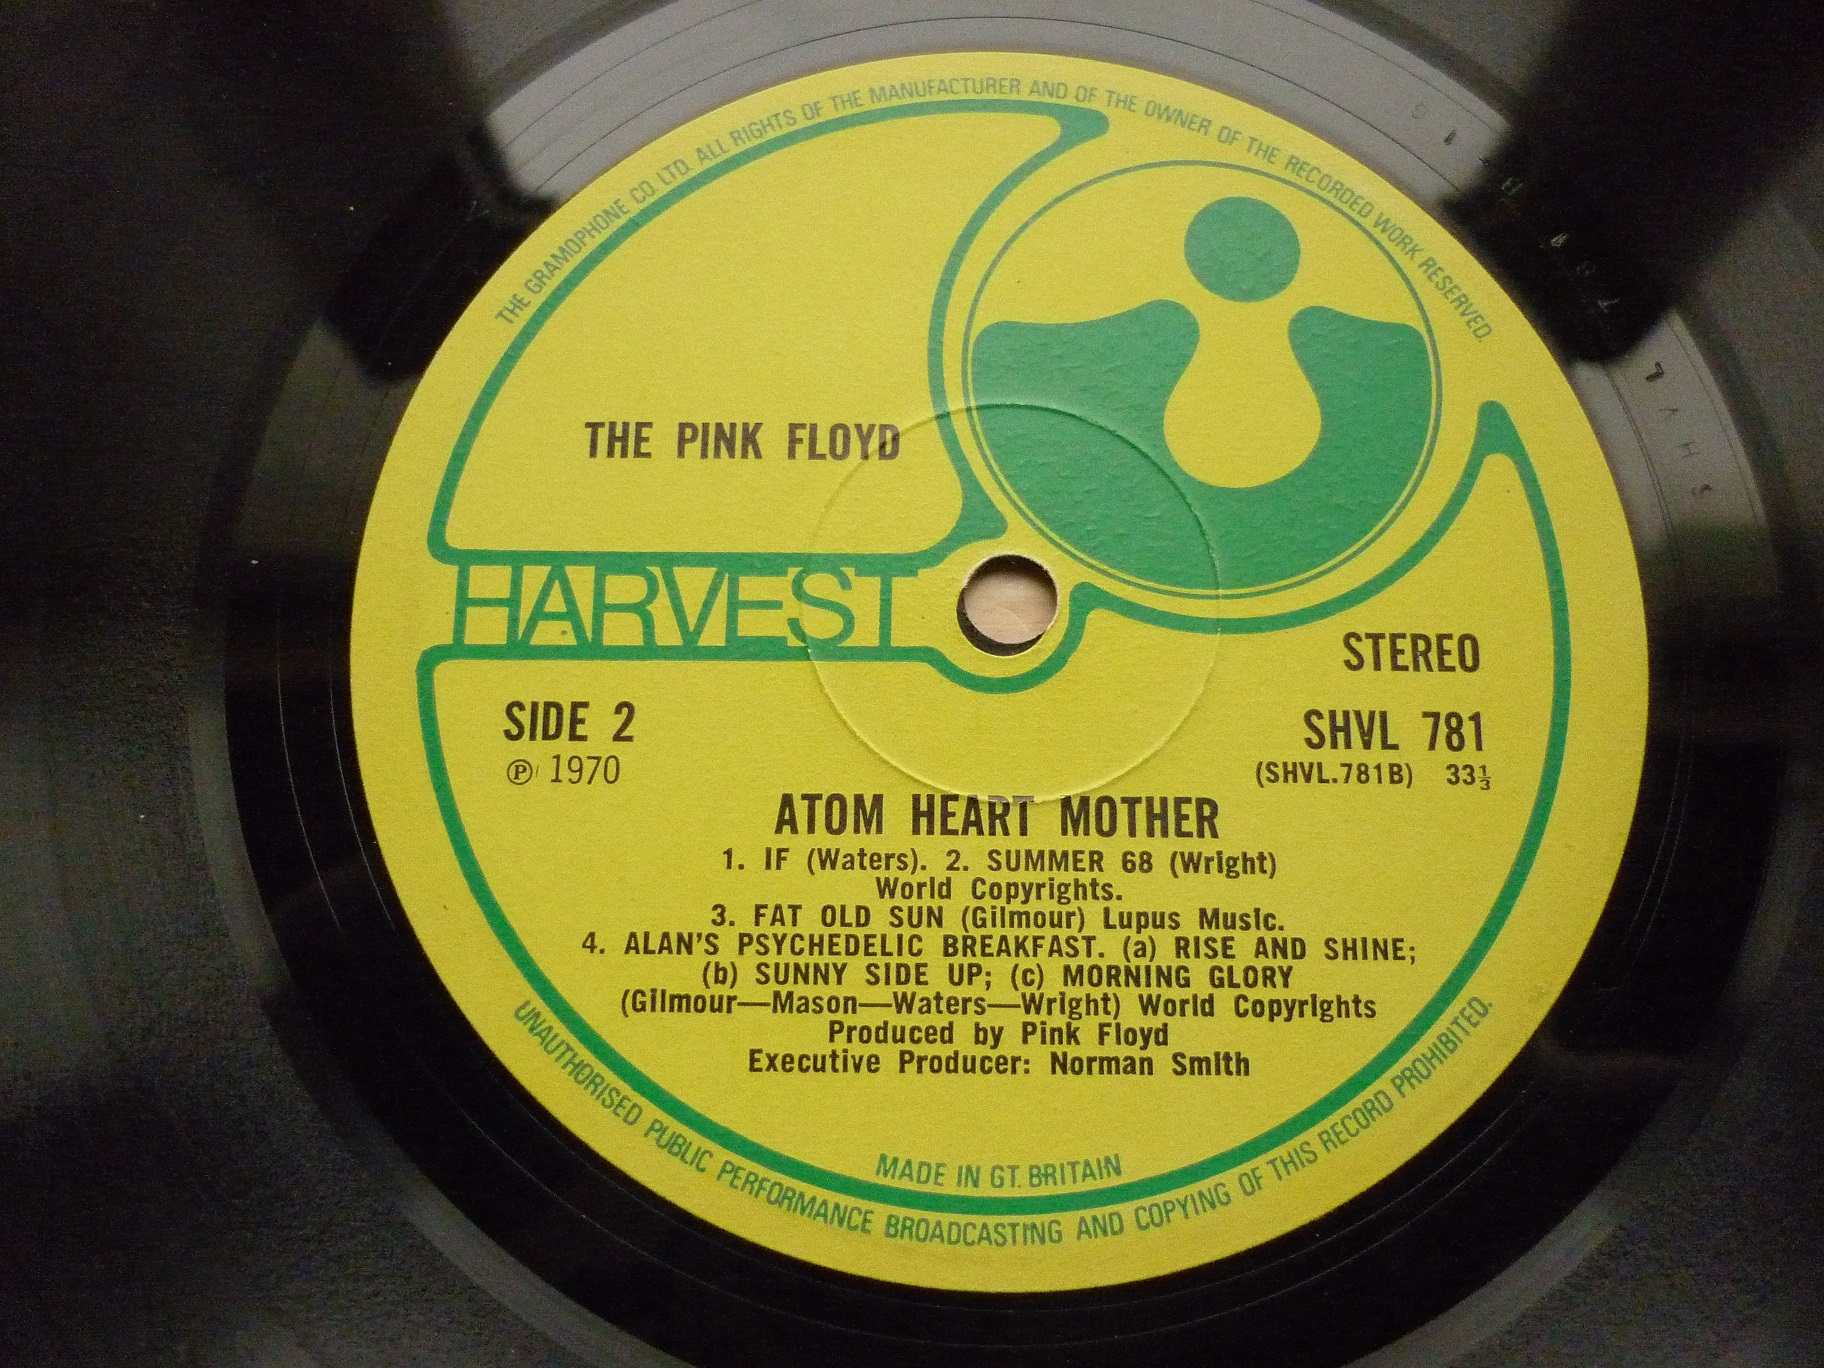 THE GRAMOPHONE CO. LTD. ALL RIGHTS OF THE MANUFACTURER AND OF THE OWNER OF THE RECORDED WORK RESERVED.
THE PINK FLOYD
HARVEST
STEREO
SIDE 2
SHVL 781
℗ 1970
(SHVL.781B) 33⅓
ATOM HEART MOTHER
1. IF (Waters). 2. SUMMER 68 (Wright)
World Copyrights.
3. FAT OLD SUN (Gilmour) Lupus Music.
4. ALAN'S PSYCHEDELIC BREAKFAST. (a) RISE AND SHINE;
(b) SUNNY SIDE UP; (c) MORNING GLORY
(Gilmour—Mason—Waters—Wright) World Copyrights
Produced by Pink Floyd
Executive Producer: Norman Smith
MADE IN GT. BRITAIN
UNAUTHORISED PUBLIC PERFORMANCE BROADCASTING AND COPYING OF THIS RECORD PROHIBITED.